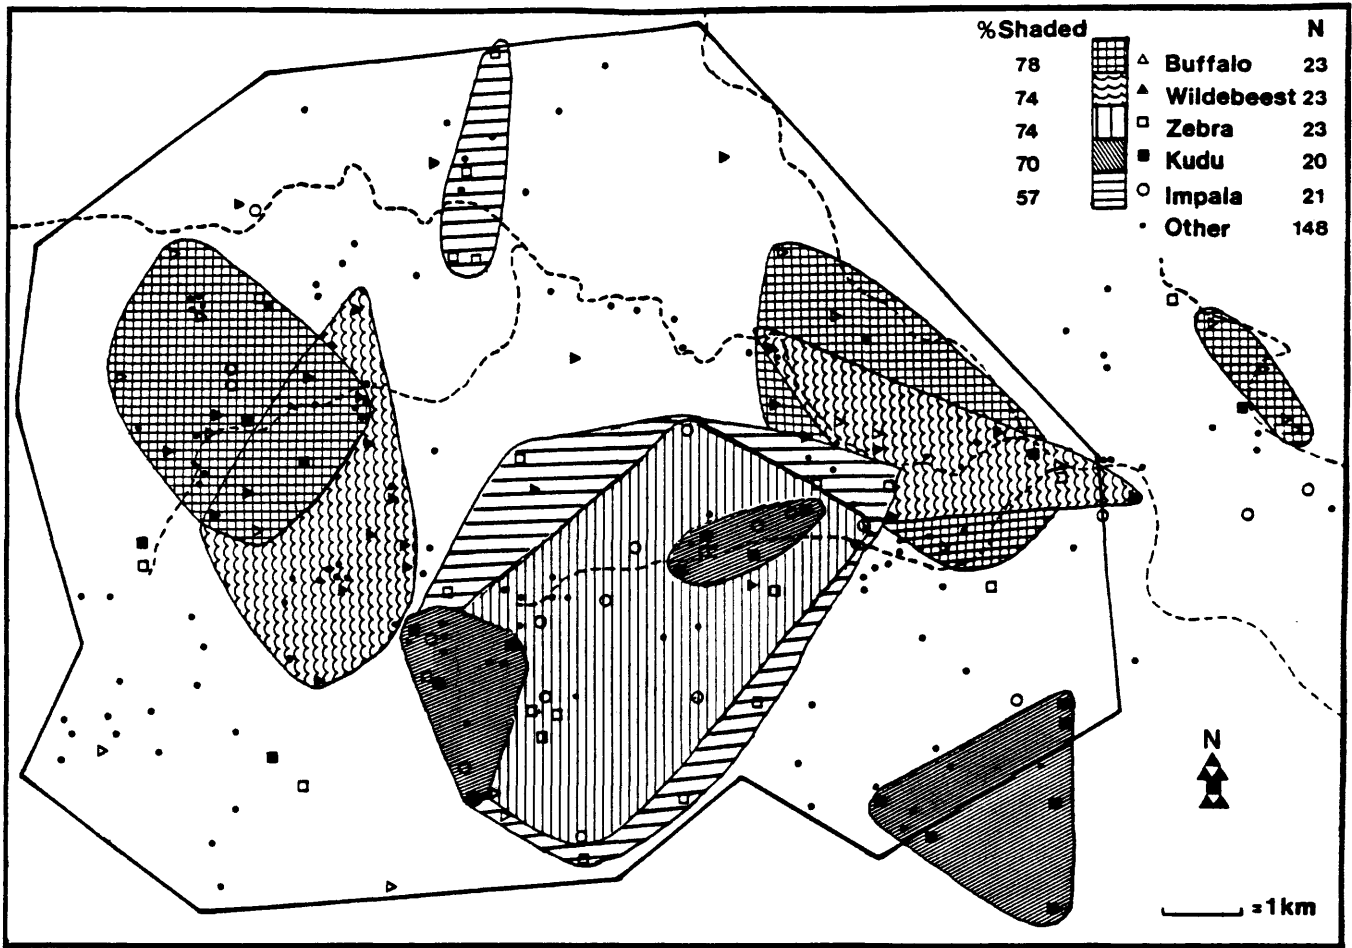 %Shaded N
78 Buffalo 23
74 Wildebeest 23
74 Zebra 23
70 Kudu 20
57 Impala 21
Other 148
N
=1km